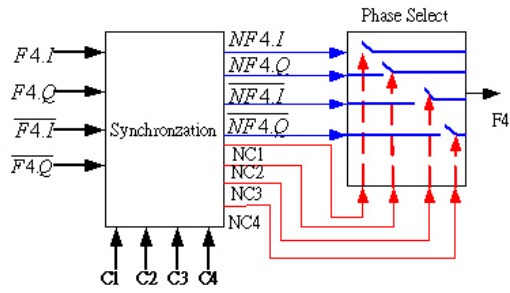 Phase Select
F4.I
F4.Q
F4.I
F4.Q
Synchronzation
NF4.I
NF4.Q
NF4.I
NF4.Q
NC1
NC2
NC3
NC4
F4
C1 C2 C3 C4